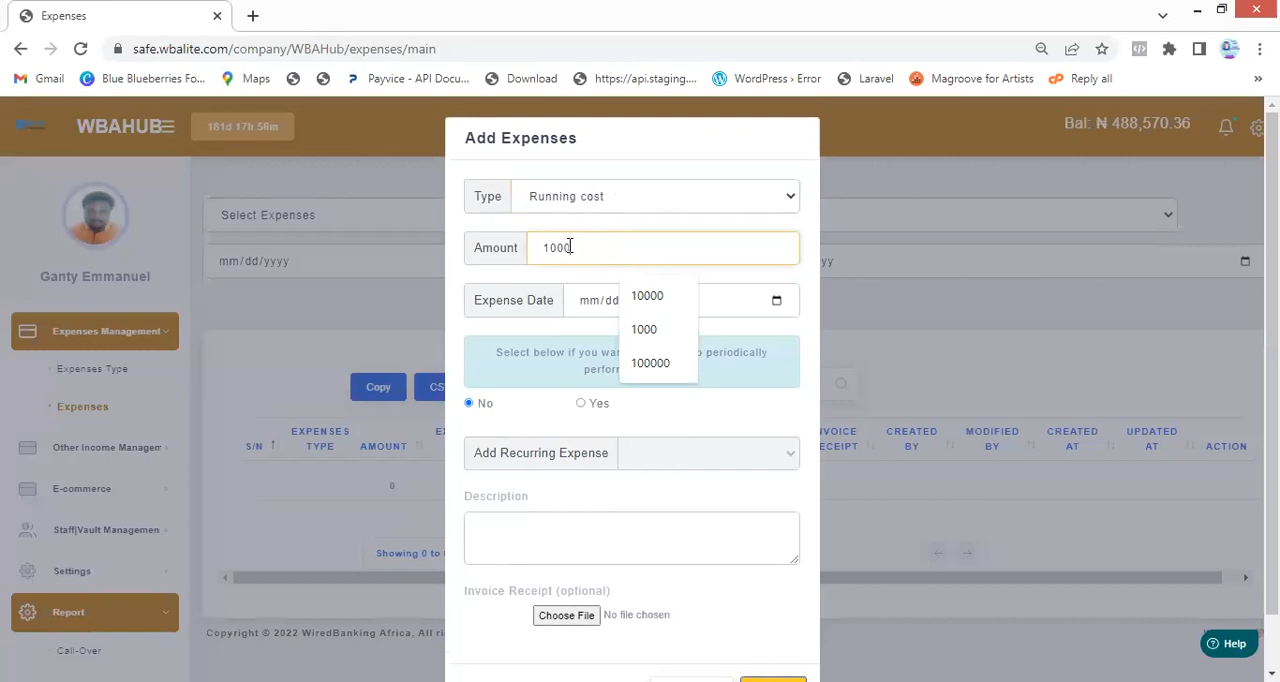 Expenses
safe.wbalite.com/company/WBAHub/expenses/main
Gmail
Blue Blueberries Fo...
Maps
Payvice - API Docu...
Download
https://api.staging....
WordPress › Error
Laravel
Magroove for Artists
Reply all
»
WBAHUB
181d 17h 56m
Bal: ₦ 488,570.36
Ganty Emmanuel
Expenses Management
Expenses Type
Expenses
Other Income Managem
E-commerce
Staff|Vault Managemen
Settings
Report
Call-Over
Select Expenses
mm/dd/yyyy
yy
Copy
CS
S/N
EXPENSES TYPE
AMOUNT
INVOICE
RECEIPT
CREATED
BY
MODIFIED
BY
CREATED
AT
UPDATED
AT
ACTION
0
Showing 0 to
Copyright © 2022 WiredBanking Africa, All ri
Add Expenses
Type
Running cost
Amount
1000
10000
1000
100000
Expense Date
mm/dd
Select below if you wan
o periodically
perform
No
Yes
Add Recurring Expense
Description
Invoice Receipt (optional)
Choose File
No file chosen
Help